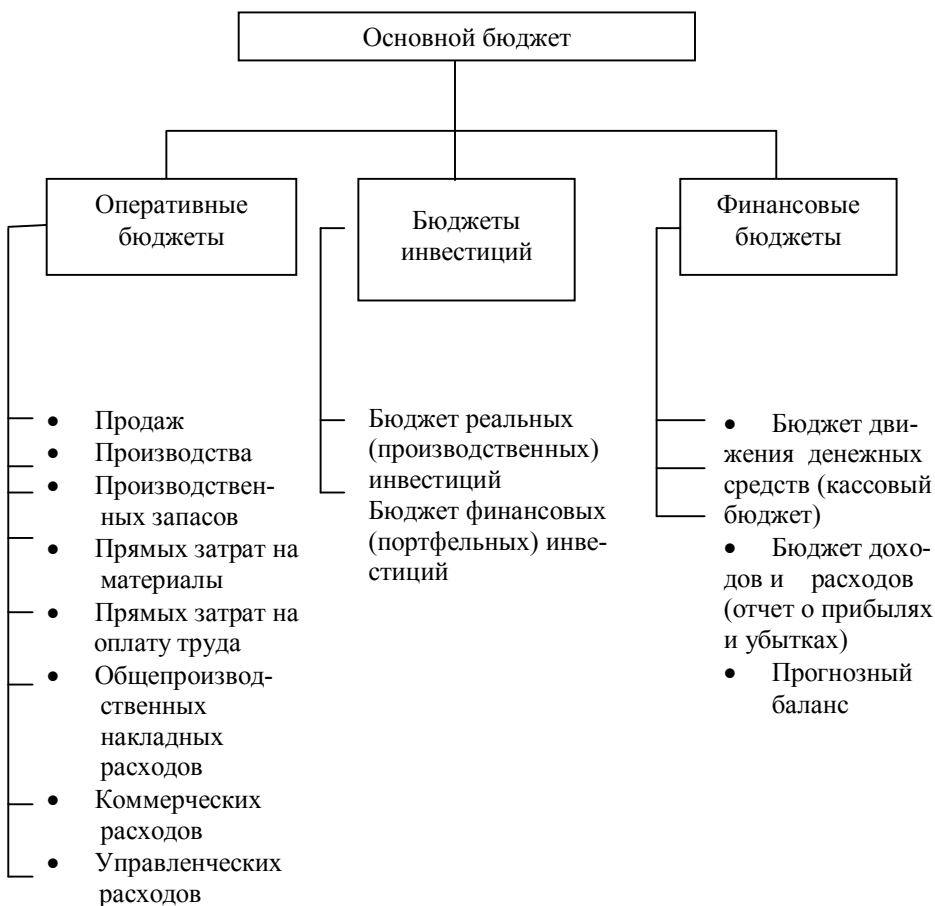 Основной бюджет
Оперативные
бюджеты
Бюджеты
инвестиций
Финансовые
бюджеты
• Продаж
• Производства
• Производствен-
ных запасов
• Прямых затрат на
материалы
• Прямых затрат на
оплату труда
• Общепроизвод-
ственных
накладных
расходов
• Коммерческих
расходов
• Управленческих
расходов
Бюджет реальных
(производственных)
инвестиций
Бюджет финансовых
(портфельных) инве-
стиций
• Бюджет дви-
жения денежных
средств (кассовый
бюджет)
• Бюджет дохо-
дов и расходов
(отчет о прибылях
и убытках)
• Прогнозный
баланс